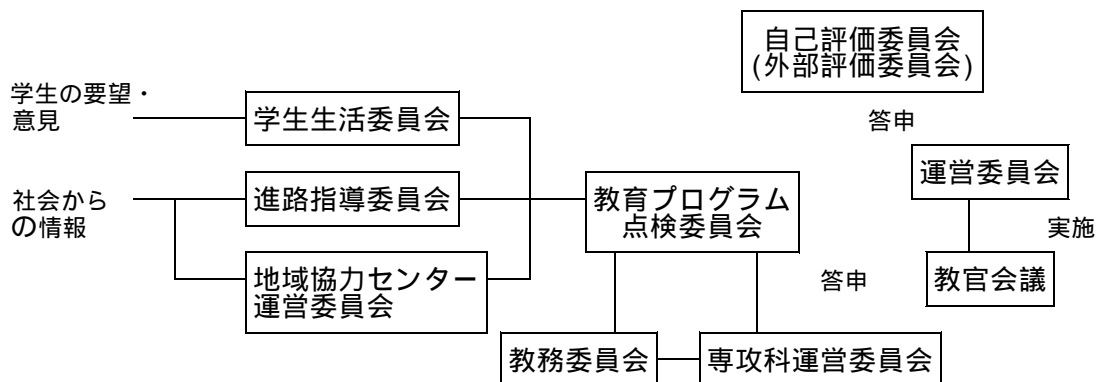 自己評価委員会
(外部評価委員会)
学生の要望・
意見
学生生活委員会
答申
運営委員会
社会から
の情報
進路指導委員会
教育プログラム
点検委員会
実施
地域協力センター
運営委員会
答申
教官会議
教務委員会
専攻科運営委員会